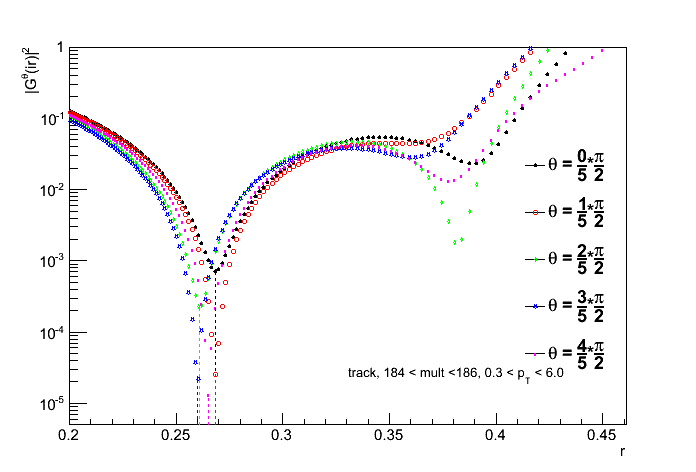 |G^θ(ir)|²
1
10⁻¹
10⁻²
10⁻³
10⁻⁴
10⁻⁵
θ = 0/5 * π/2
θ = 1/5 * π/2
θ = 2/5 * π/2
θ = 3/5 * π/2
θ = 4/5 * π/2
track, 184 < mult <186, 0.3 < p_T < 6.0
0.2 0.25 0.3 0.35 0.4 0.45
r